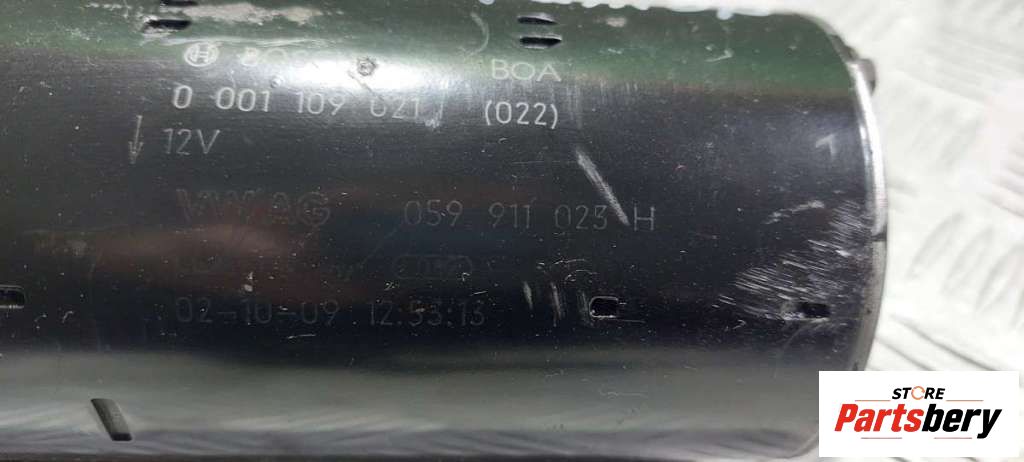 BOSCH BOA
0 001 109 021 (022)
12V
VW AG 059 911 023 H
02-10-09 12:53:13
STORE
Partsbery